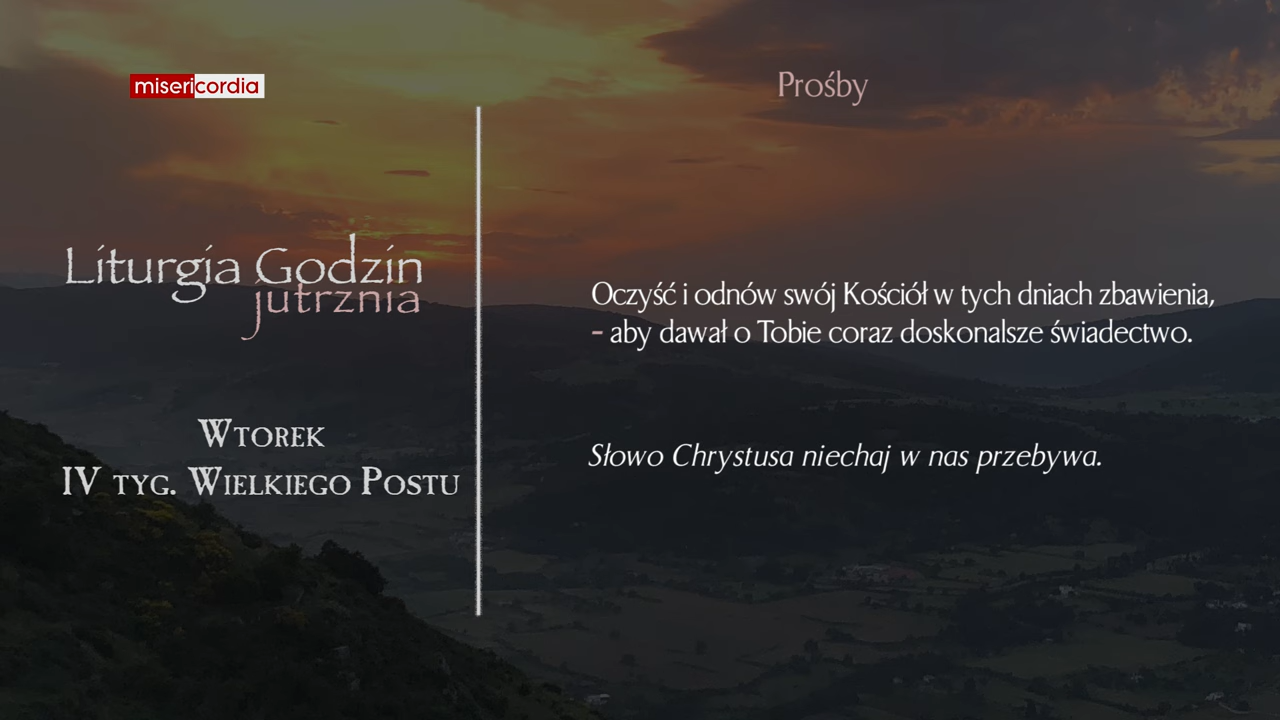 misericordia
Liturgia Godzin
jutrznia
Wtorek
IV tyg. Wielkiego Postu
Prośby
Oczyść i odnów swój Kościół w tych dniach zbawienia,
- aby dawał o Tobie coraz doskonalsze świadectwo.
Słowo Chrystusa niechaj w nas przebywa.